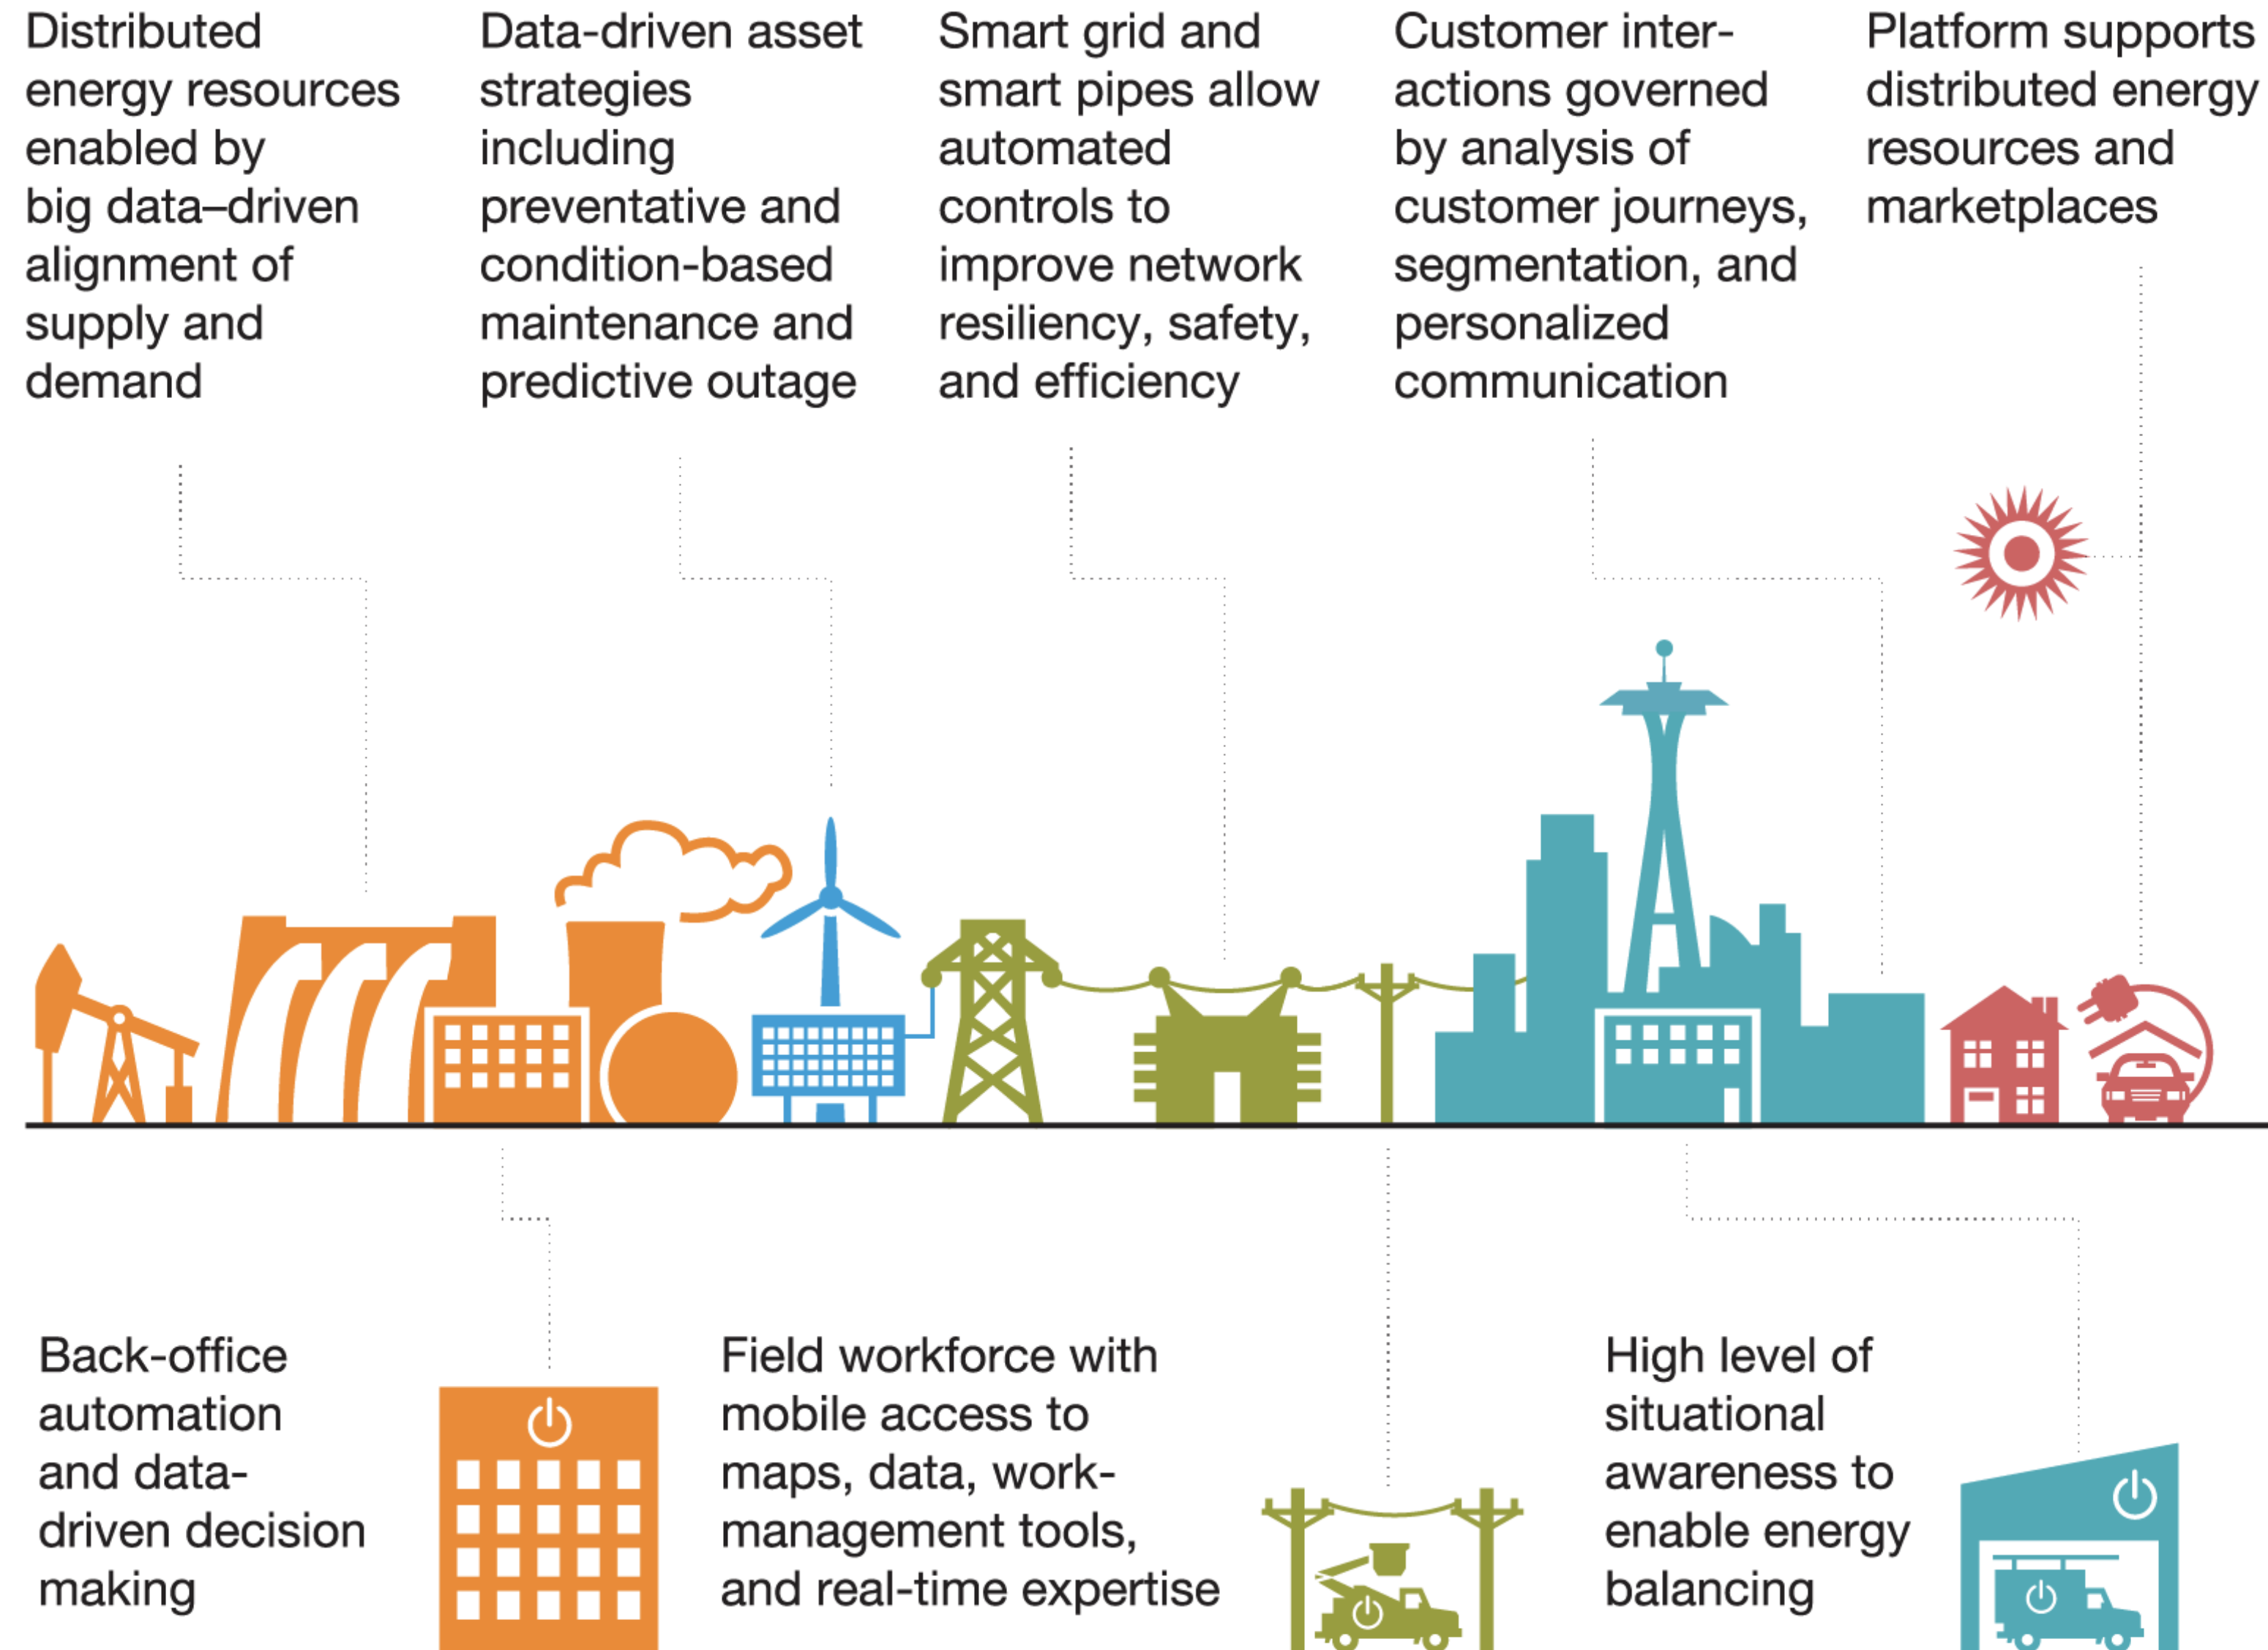 Distributed
energy resources
enabled by
big data–driven
alignment of
supply and
demand
Data-driven asset
strategies
including
preventative and
condition-based
maintenance and
predictive outage
Smart grid and
smart pipes allow
automated
controls to
improve network
resiliency, safety,
and efficiency
Customer inter-
actions governed
by analysis of
customer journeys,
segmentation, and
personalized
communication
Platform supports
distributed energy
resources and
marketplaces
Back-office
automation
and data-
driven decision
making
Field workforce with
mobile access to
maps, data, work-
management tools,
and real-time expertise
High level of
situational
awareness to
enable energy
balancing